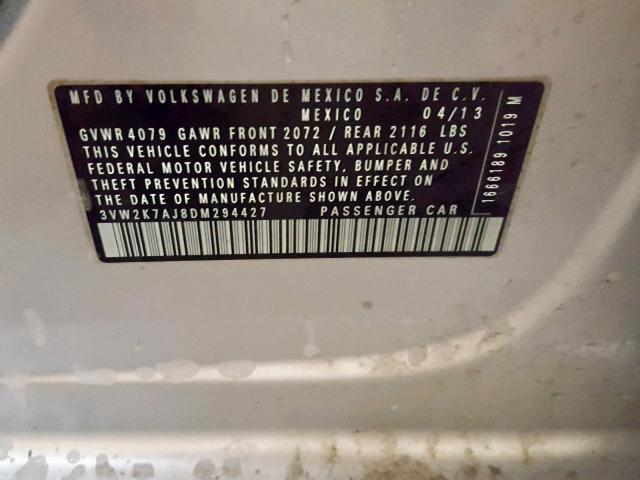 MFD BY VOLKSWAGEN DE MEXICO S.A. DE C.V.
MEXICO 04/13
GVWR 4079 GAWR FRONT 2072 / REAR 2116 LBS
THIS VEHICLE CONFORMS TO ALL APPLICABLE U.S.
FEDERAL MOTOR VEHICLE SAFETY, BUMPER AND
THEFT PREVENTION STANDARDS IN EFFECT ON
THE DATE OF MANUFACTURE SHOWN ABOVE.
3VW2K7AJ8DM294427 PASSENGER CAR
1666189 1019 M